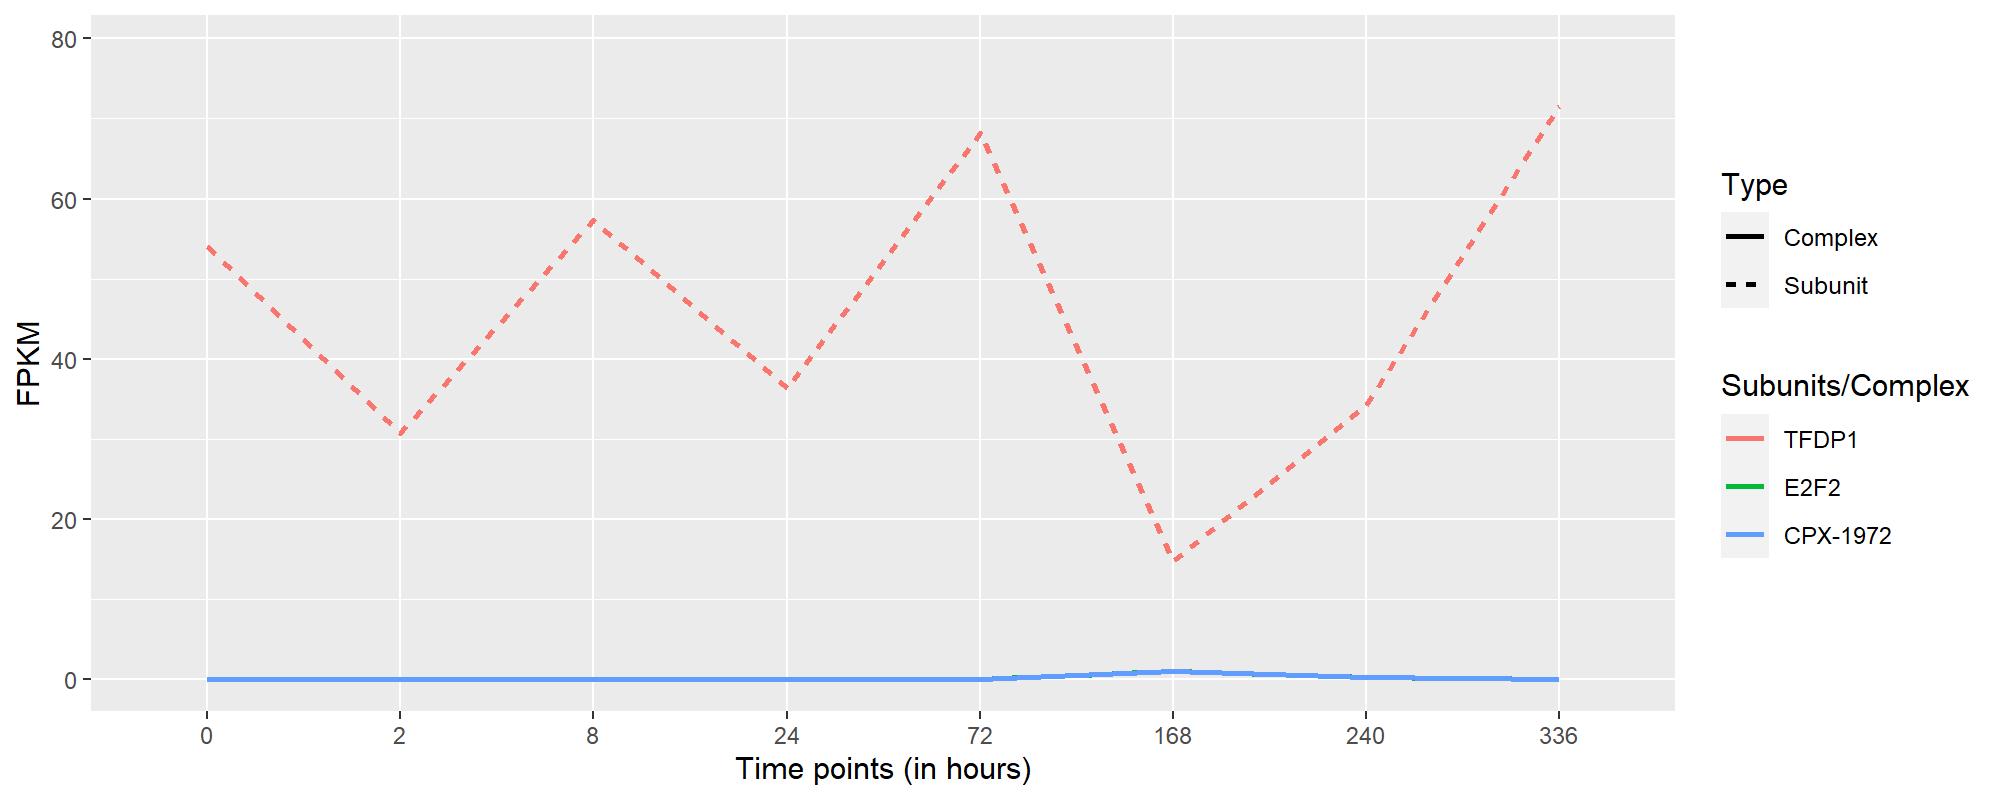 80
60
40
20
0
FPKM
0 2 8 24 72 168 240 336
Time points (in hours)
Type
Complex
Subunit
Subunits/Complex
TFDP1
E2F2
CPX-1972